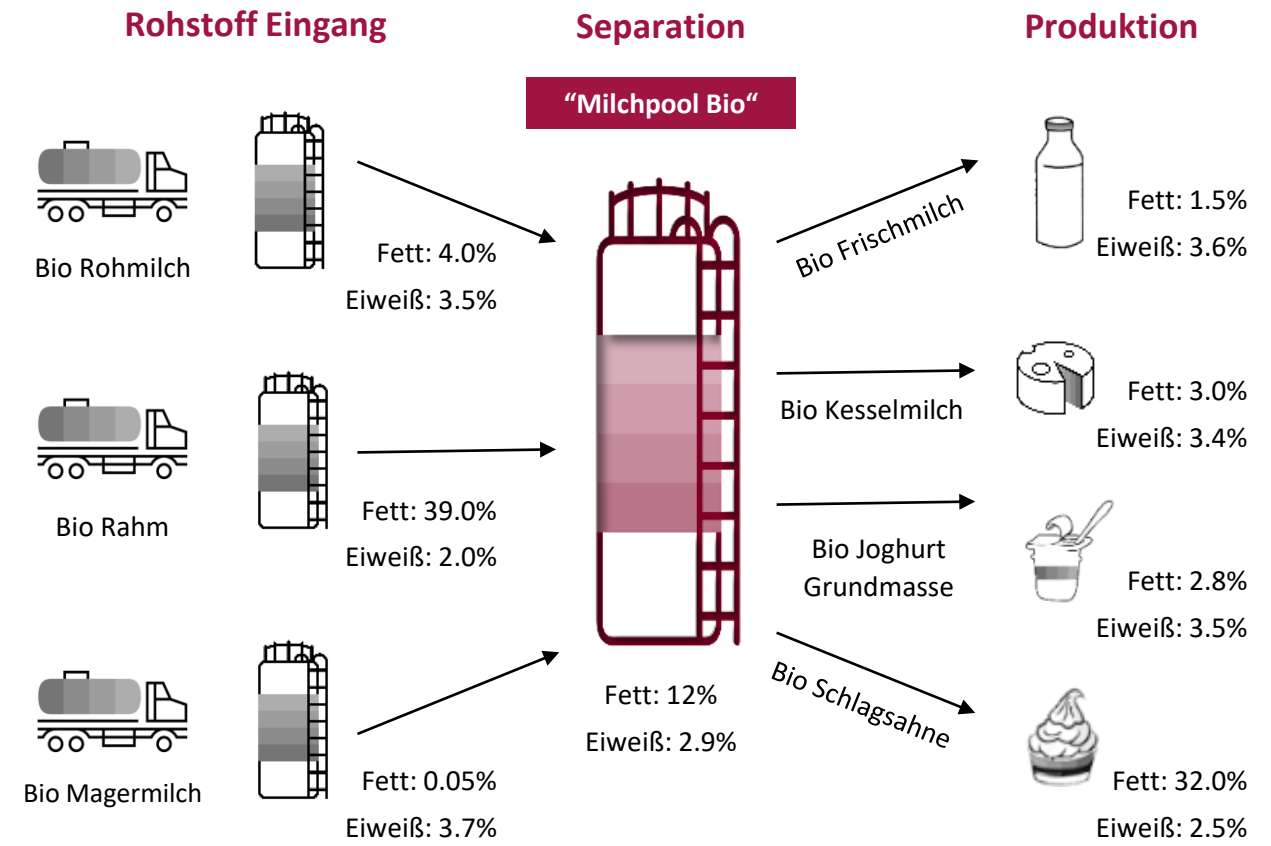 Rohstoff Eingang
Separation
Produktion
“Milchpool Bio“
Bio Rohmilch
Fett: 4.0%
Eiweiß: 3.5%
Bio Rahm
Fett: 39.0%
Eiweiß: 2.0%
Bio Magermilch
Fett: 0.05%
Eiweiß: 3.7%
Fett: 12%
Eiweiß: 2.9%
Bio Frischmilch
Fett: 1.5%
Eiweiß: 3.6%
Bio Kesselmilch
Fett: 3.0%
Eiweiß: 3.4%
Bio Joghurt
Grundmasse
Fett: 2.8%
Eiweiß: 3.5%
Bio Schlagsahne
Fett: 32.0%
Eiweiß: 2.5%